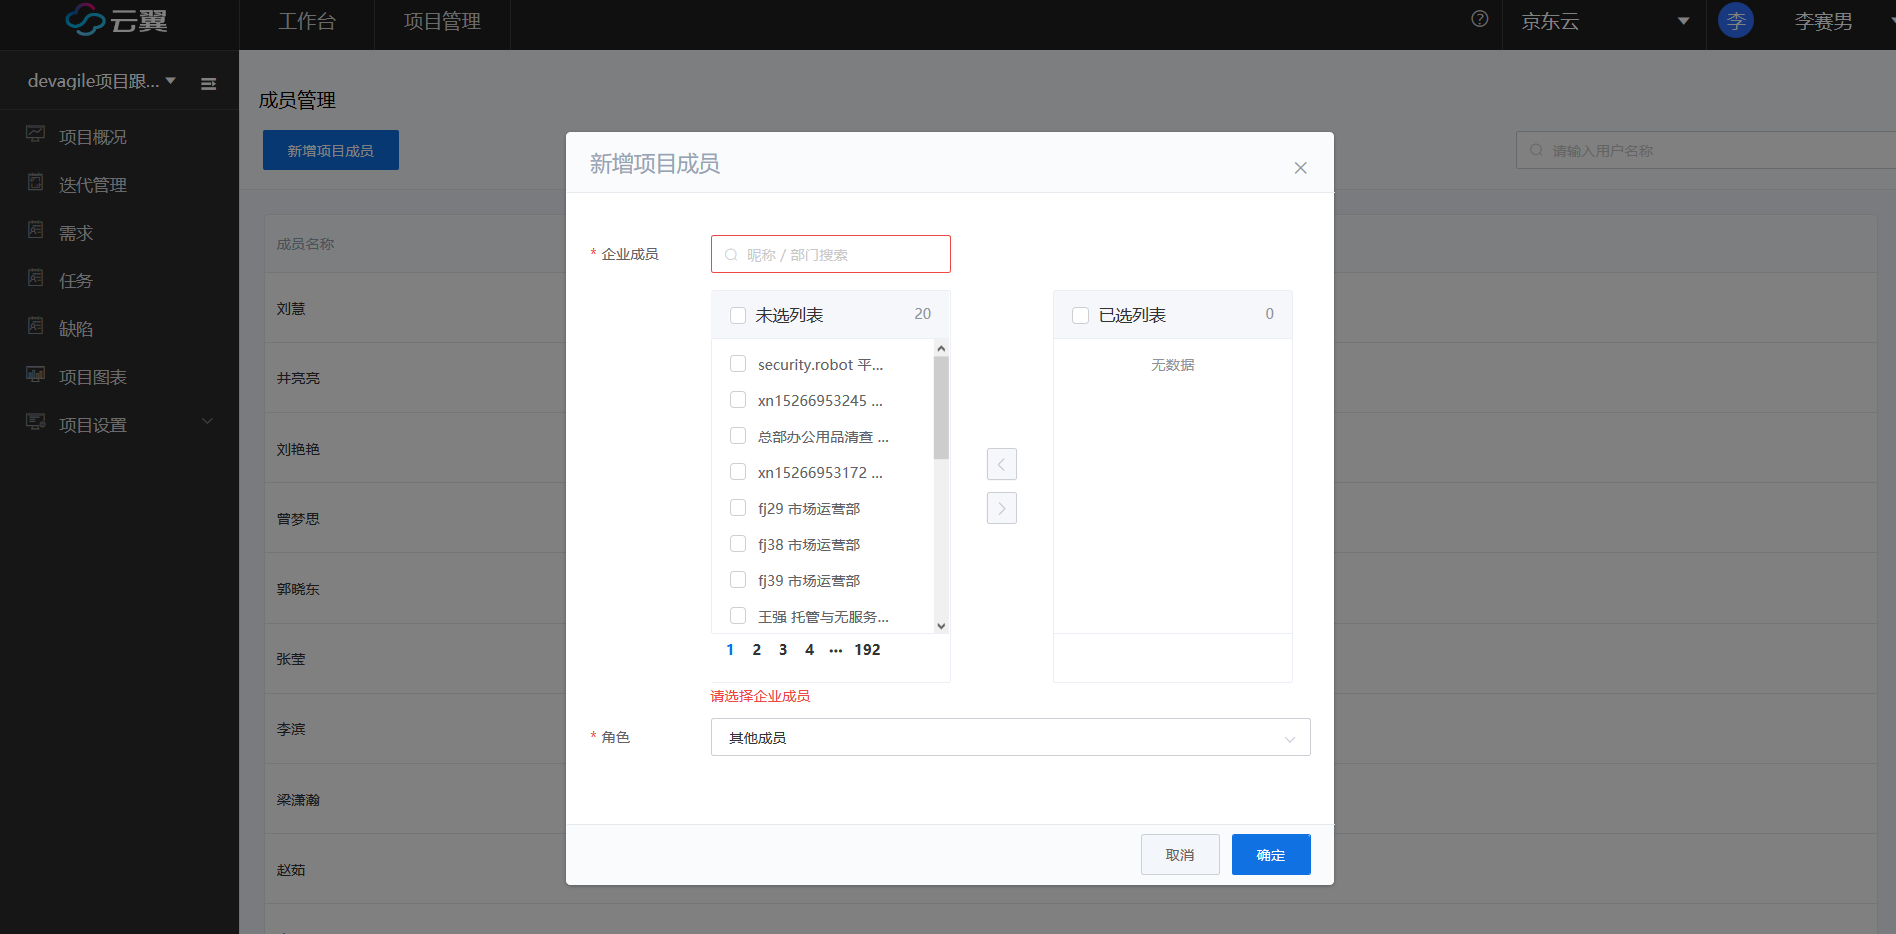 云翼
工作台
项目管理
京东云
李
李赛男
devagile项目跟...
项目概况
迭代管理
需求
任务
缺陷
项目图表
项目设置
成员管理
新增项目成员
请输入用户名称
成员名称
刘慧
井亮亮
刘艳艳
曾梦思
郭晓东
张莹
李滨
梁潇瀚
赵茹
新增项目成员
* 企业成员
昵称 / 部门搜索
未选列表 20
security.robot 平...
xn15266953245 ...
总部办公用品清查 ...
xn15266953172 ...
fj29 市场运营部
fj38 市场运营部
fj39 市场运营部
王强 托管与无服务...
1 2 3 4 ··· 192
已选列表 0
无数据
请选择企业成员
* 角色
其他成员
取消
确定